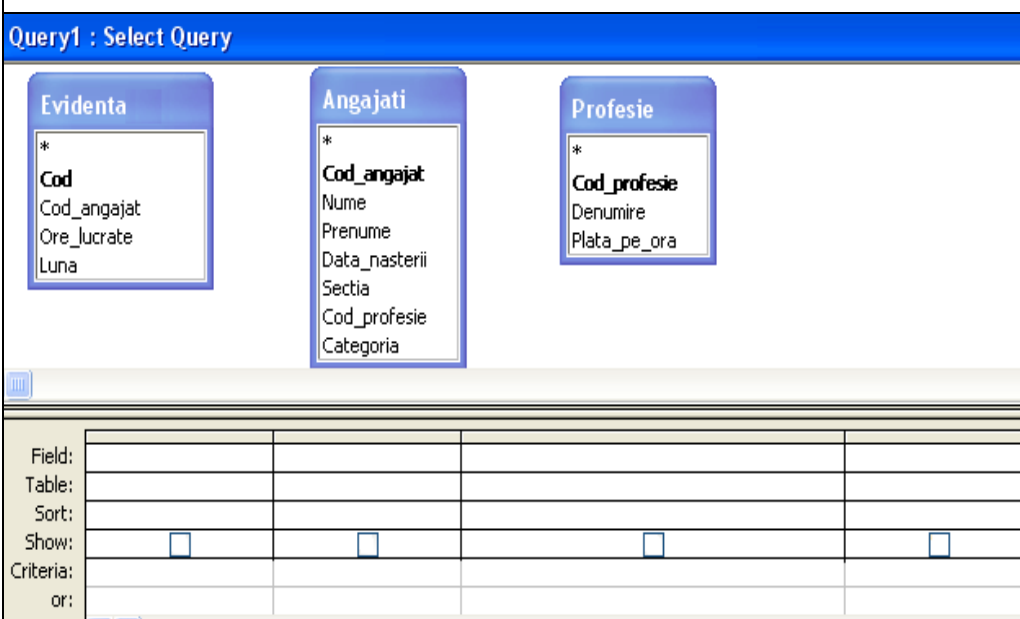 Query1 : Select Query
Evidenta
*
Cod
Cod_angajat
Ore_lucrate
Luna
Angajati
*
Cod_angajat
Nume
Prenume
Data_nasterii
Sectia
Cod_profesie
Categoria
Profesie
*
Cod_profesie
Denumire
Plata_pe_ora
Field:
Table:
Sort:
Show:
Criteria:
or: